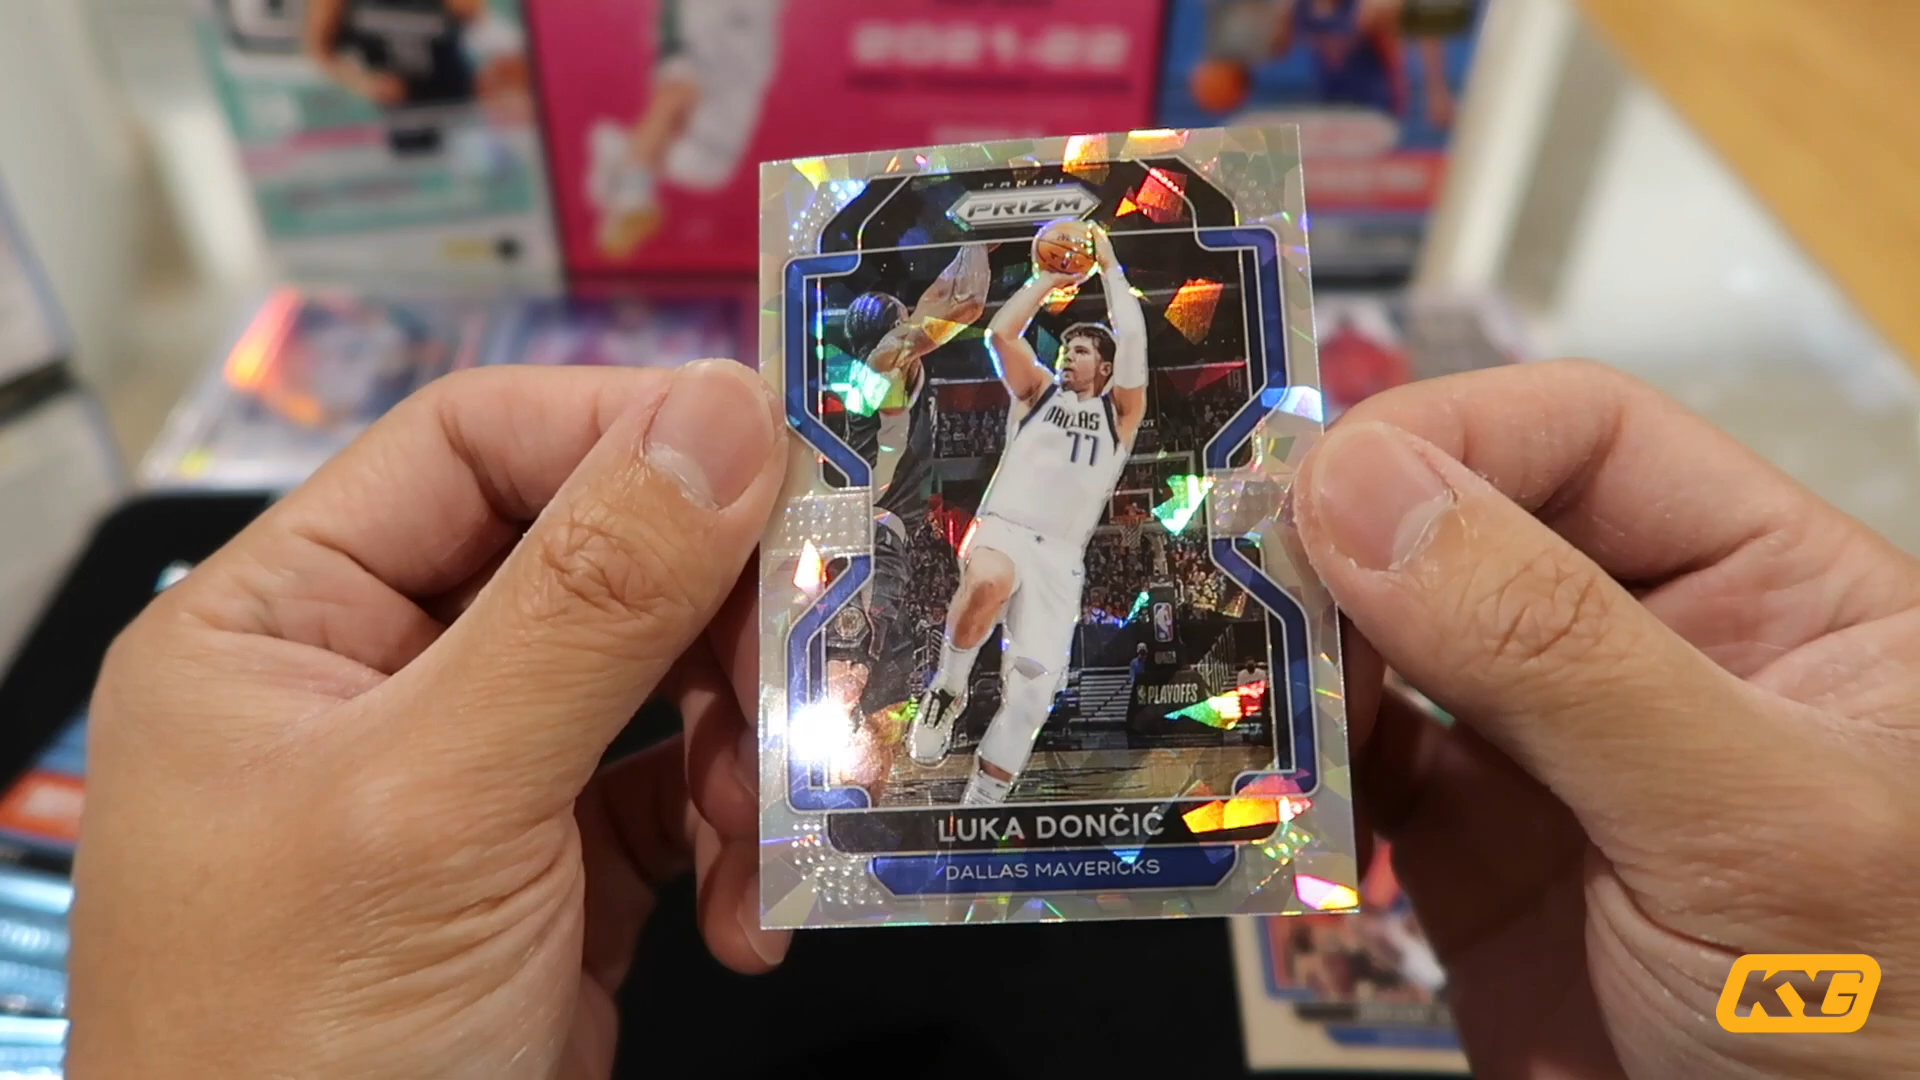 2021-22
PANINI
PRIZM
DALLAS
77
PLAYOFFS
LUKA DONČIĆ
DALLAS MAVERICKS
KYG